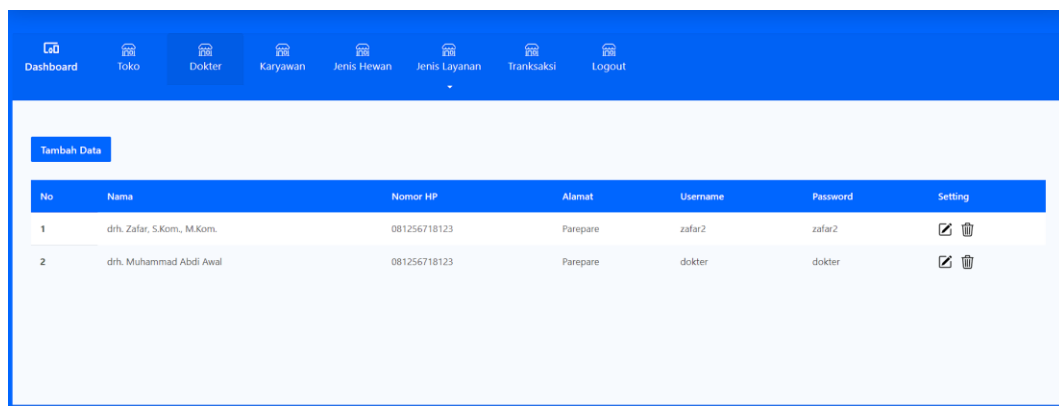 Dashboard Toko Dokter Karyawan Jenis Hewan Jenis Layanan Tranksaksi Logout
Tambah Data
No Nama Nomor HP Alamat Username Password Setting
1 drh. Zafar, S.Kom., M.Kom. 081256718123 Parepare zafar2 zafar2
2 drh. Muhammad Abdi Awal 081256718123 Parepare dokter dokter